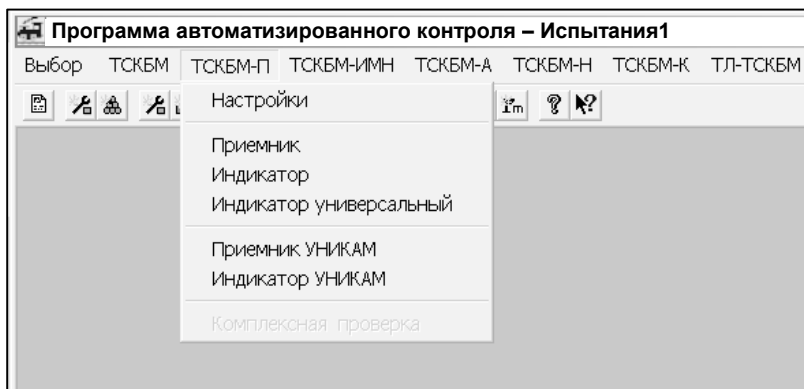 Программа автоматизированного контроля – Испытания1
Выбор ТСКБМ ТСКБМ-П ТСКБМ-ИМН ТСКБМ-А ТСКБМ-Н ТСКБМ-К ТЛ-ТСКБМ
Настройки
Приемник
Индикатор
Индикатор универсальный
Приемник УНИКАМ
Индикатор УНИКАМ
Комплексная проверка